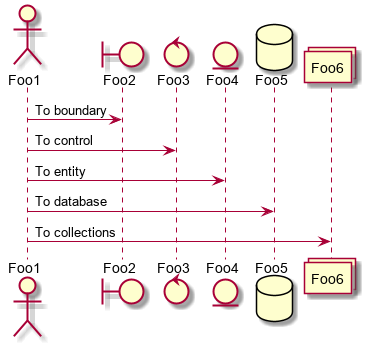 Foo1 Foo2 Foo3 Foo4 Foo5 Foo6
To boundary
To control
To entity
To database
To collections
Foo1 Foo2 Foo3 Foo4 Foo5 Foo6